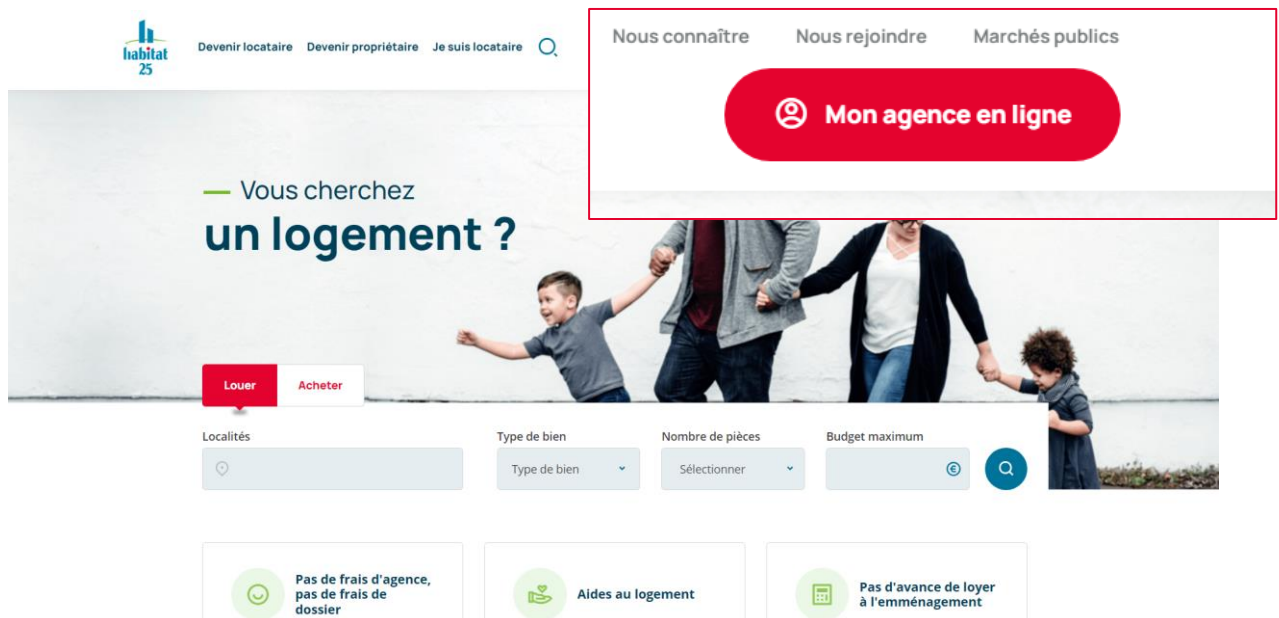 habitat
25
Devenir locataire Devenir propriétaire Je suis locataire
Nous connaître Nous rejoindre Marchés publics
Mon agence en ligne
Vous cherchez
un logement ?
Louer Acheter
Localités Type de bien Nombre de pièces Budget maximum
Type de bien Sélectionner €
Pas de frais d'agence,
pas de frais de
dossier
Aides au logement
Pas d'avance de loyer
à l'emménagement